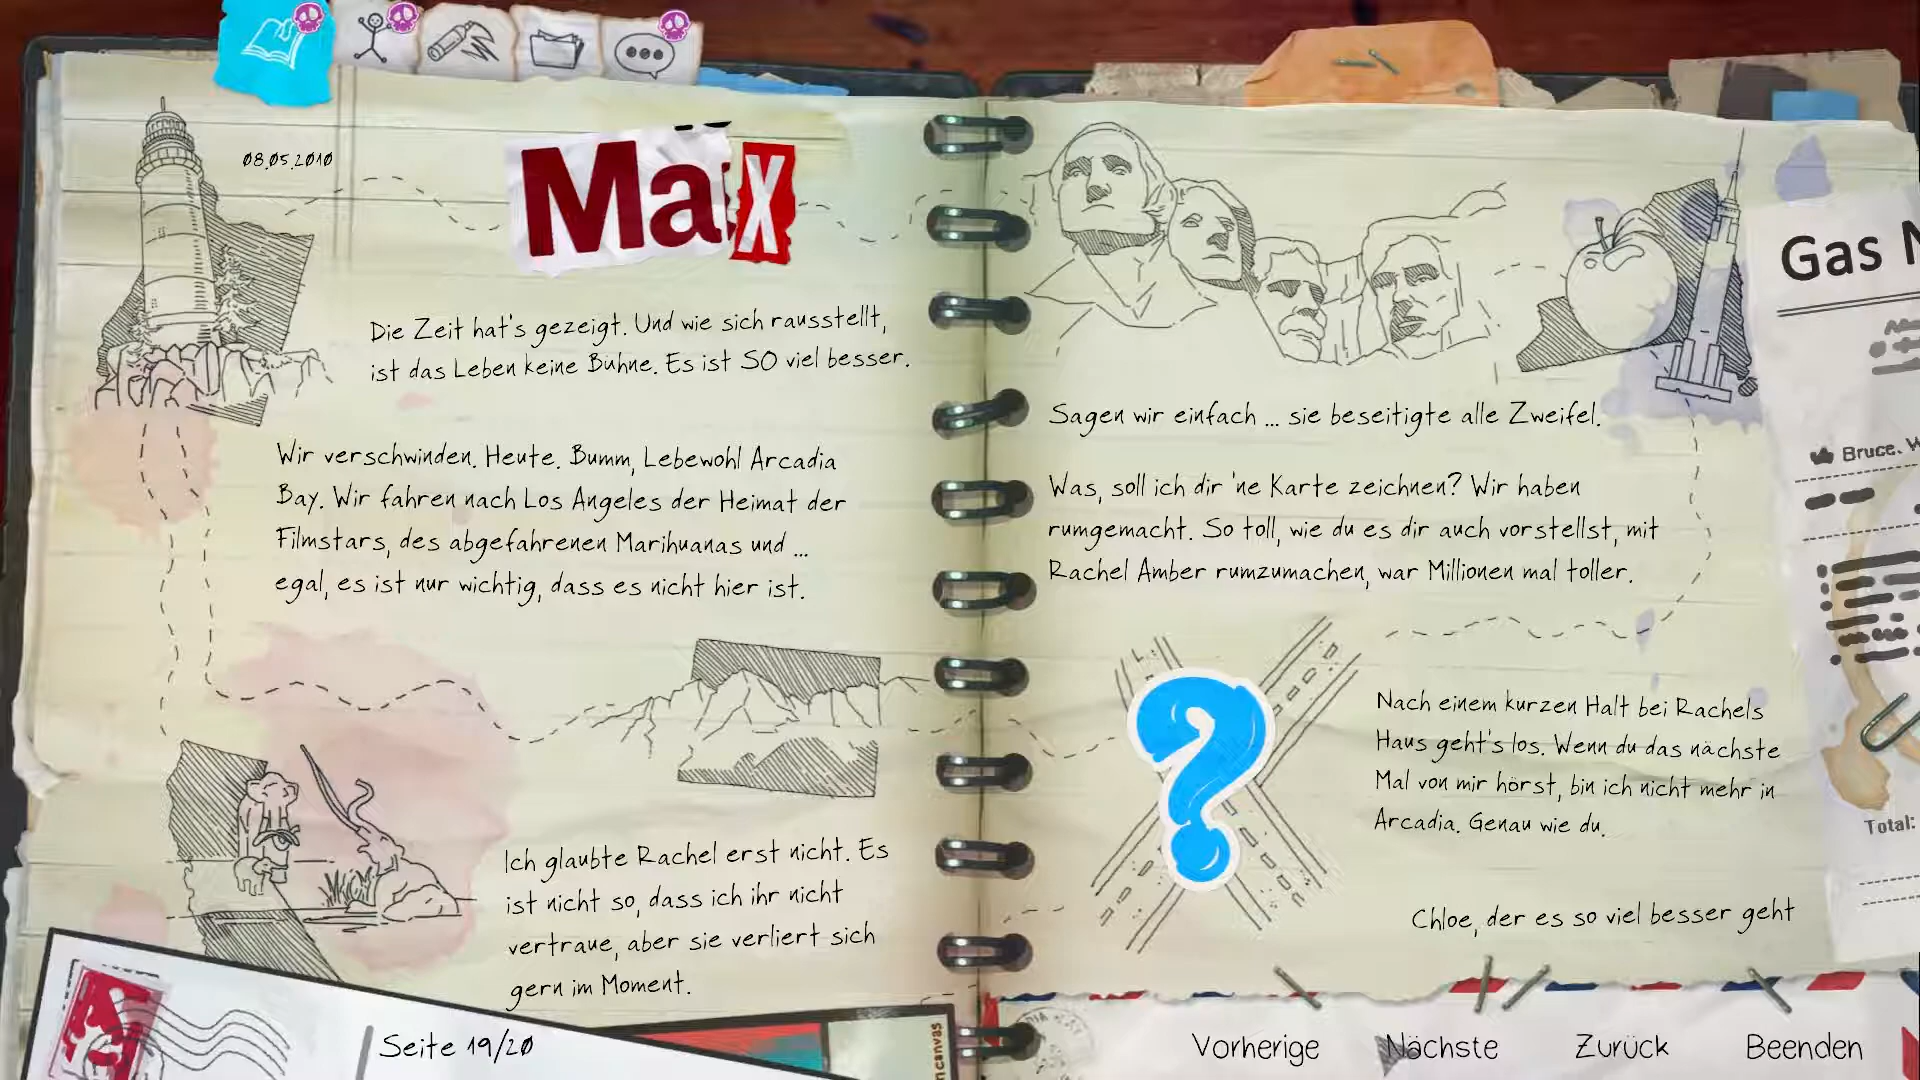 08.05.2010
Max
Die Zeit hat's gezeigt. Und wie sich rausstellt,
ist das Leben keine Bühne. Es ist SO viel besser.
Wir verschwinden. Heute. Bumm, Lebewohl Arcadia
Bay. Wir fahren nach Los Angeles der Heimat der
Filmstars, des abgefahrenen Marihuanas und ...
egal, es ist nur wichtig, dass es nicht hier ist.
Ich glaubte Rachel erst nicht. Es
ist nicht so, dass ich ihr nicht
vertraue, aber sie verliert sich
gern im Moment.
Seite 19/20
Sagen wir einfach ... sie beseitigte alle Zweifel.
Was, soll ich dir 'ne Karte zeichnen? Wir haben
rumgemacht. So toll, wie du es dir auch vorstellst, mit
Rachel Amber rumzumachen, war Millionen mal toller.
Nach einem kurzen Halt bei Rachels
Haus geht's los. Wenn du das nächste
Mal von mir hörst, bin ich nicht mehr in
Arcadia. Genau wie du.
Chloe, der es so viel besser geht
Gas
Bruce. W
Total:
Vorherige
Nächste
Zurück
Beenden